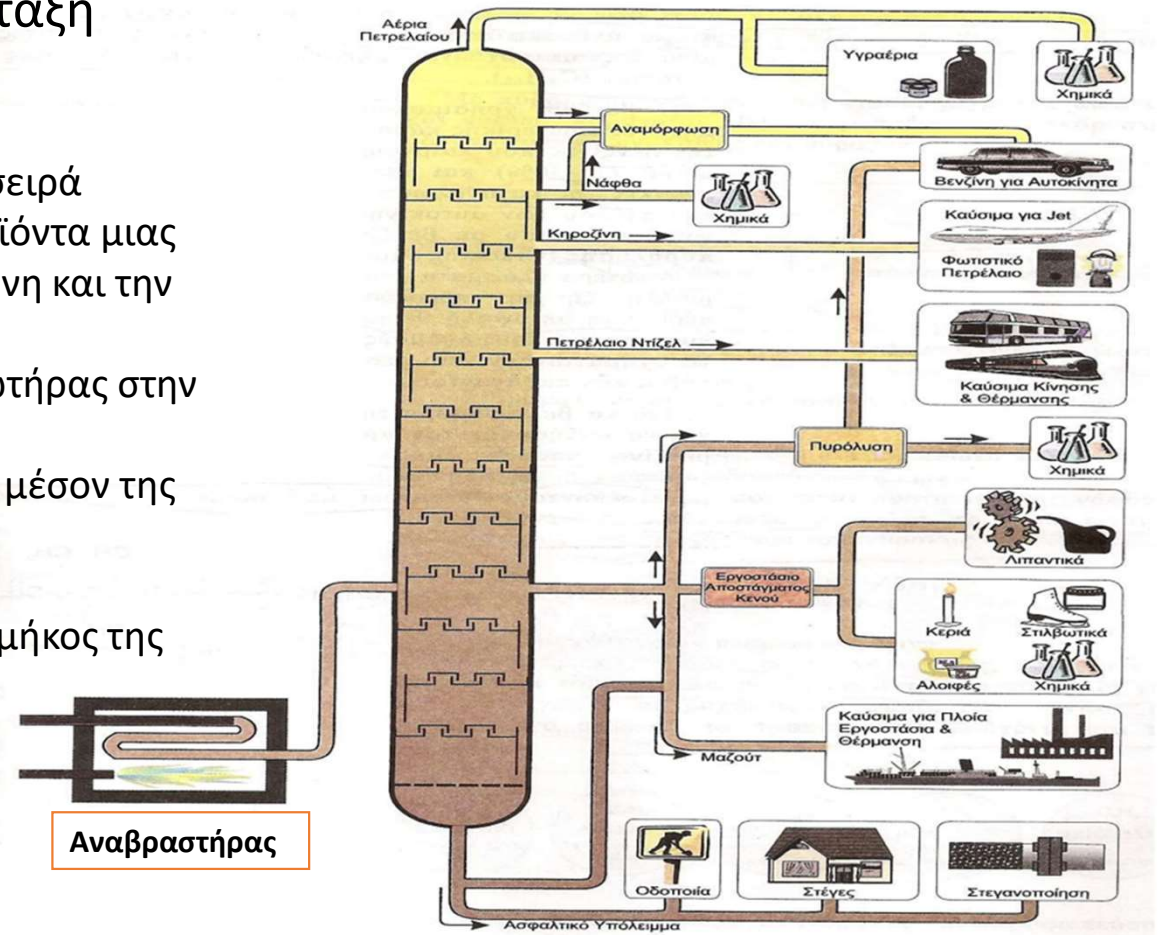 ταξη
σειρά
ϊόντα μιας
νη και την
ωτήρας στην
μέσον της
μήκος της
Αναβραστήρας
Αέρια
Πετρελαίου
Υγραέρια
Χημικά
Αναμόρφωση
Βενζίνη για Αυτοκίνητα
Νάφθα
Χημικά
Κηροζίνη
Καύσιμα για Jet
Φωτιστικό
Πετρέλαιο
Πετρέλαιο Ντίζελ
Καύσιμα Κίνησης
& Θέρμανσης
Πυρόλυση
Χημικά
Λιπαντικά
Εργοστάσιο
Αποστάγματος
Κενού
Κεριά
Στιλβωτικά
Αλοιφές
Χημικά
Καύσιμα για Πλοία
Εργοστάσια &
Θέρμανση
Μαζούτ
Οδοποιία
Στέγες
Στεγανοποίηση
Ασφαλτικό Υπόλειμμα